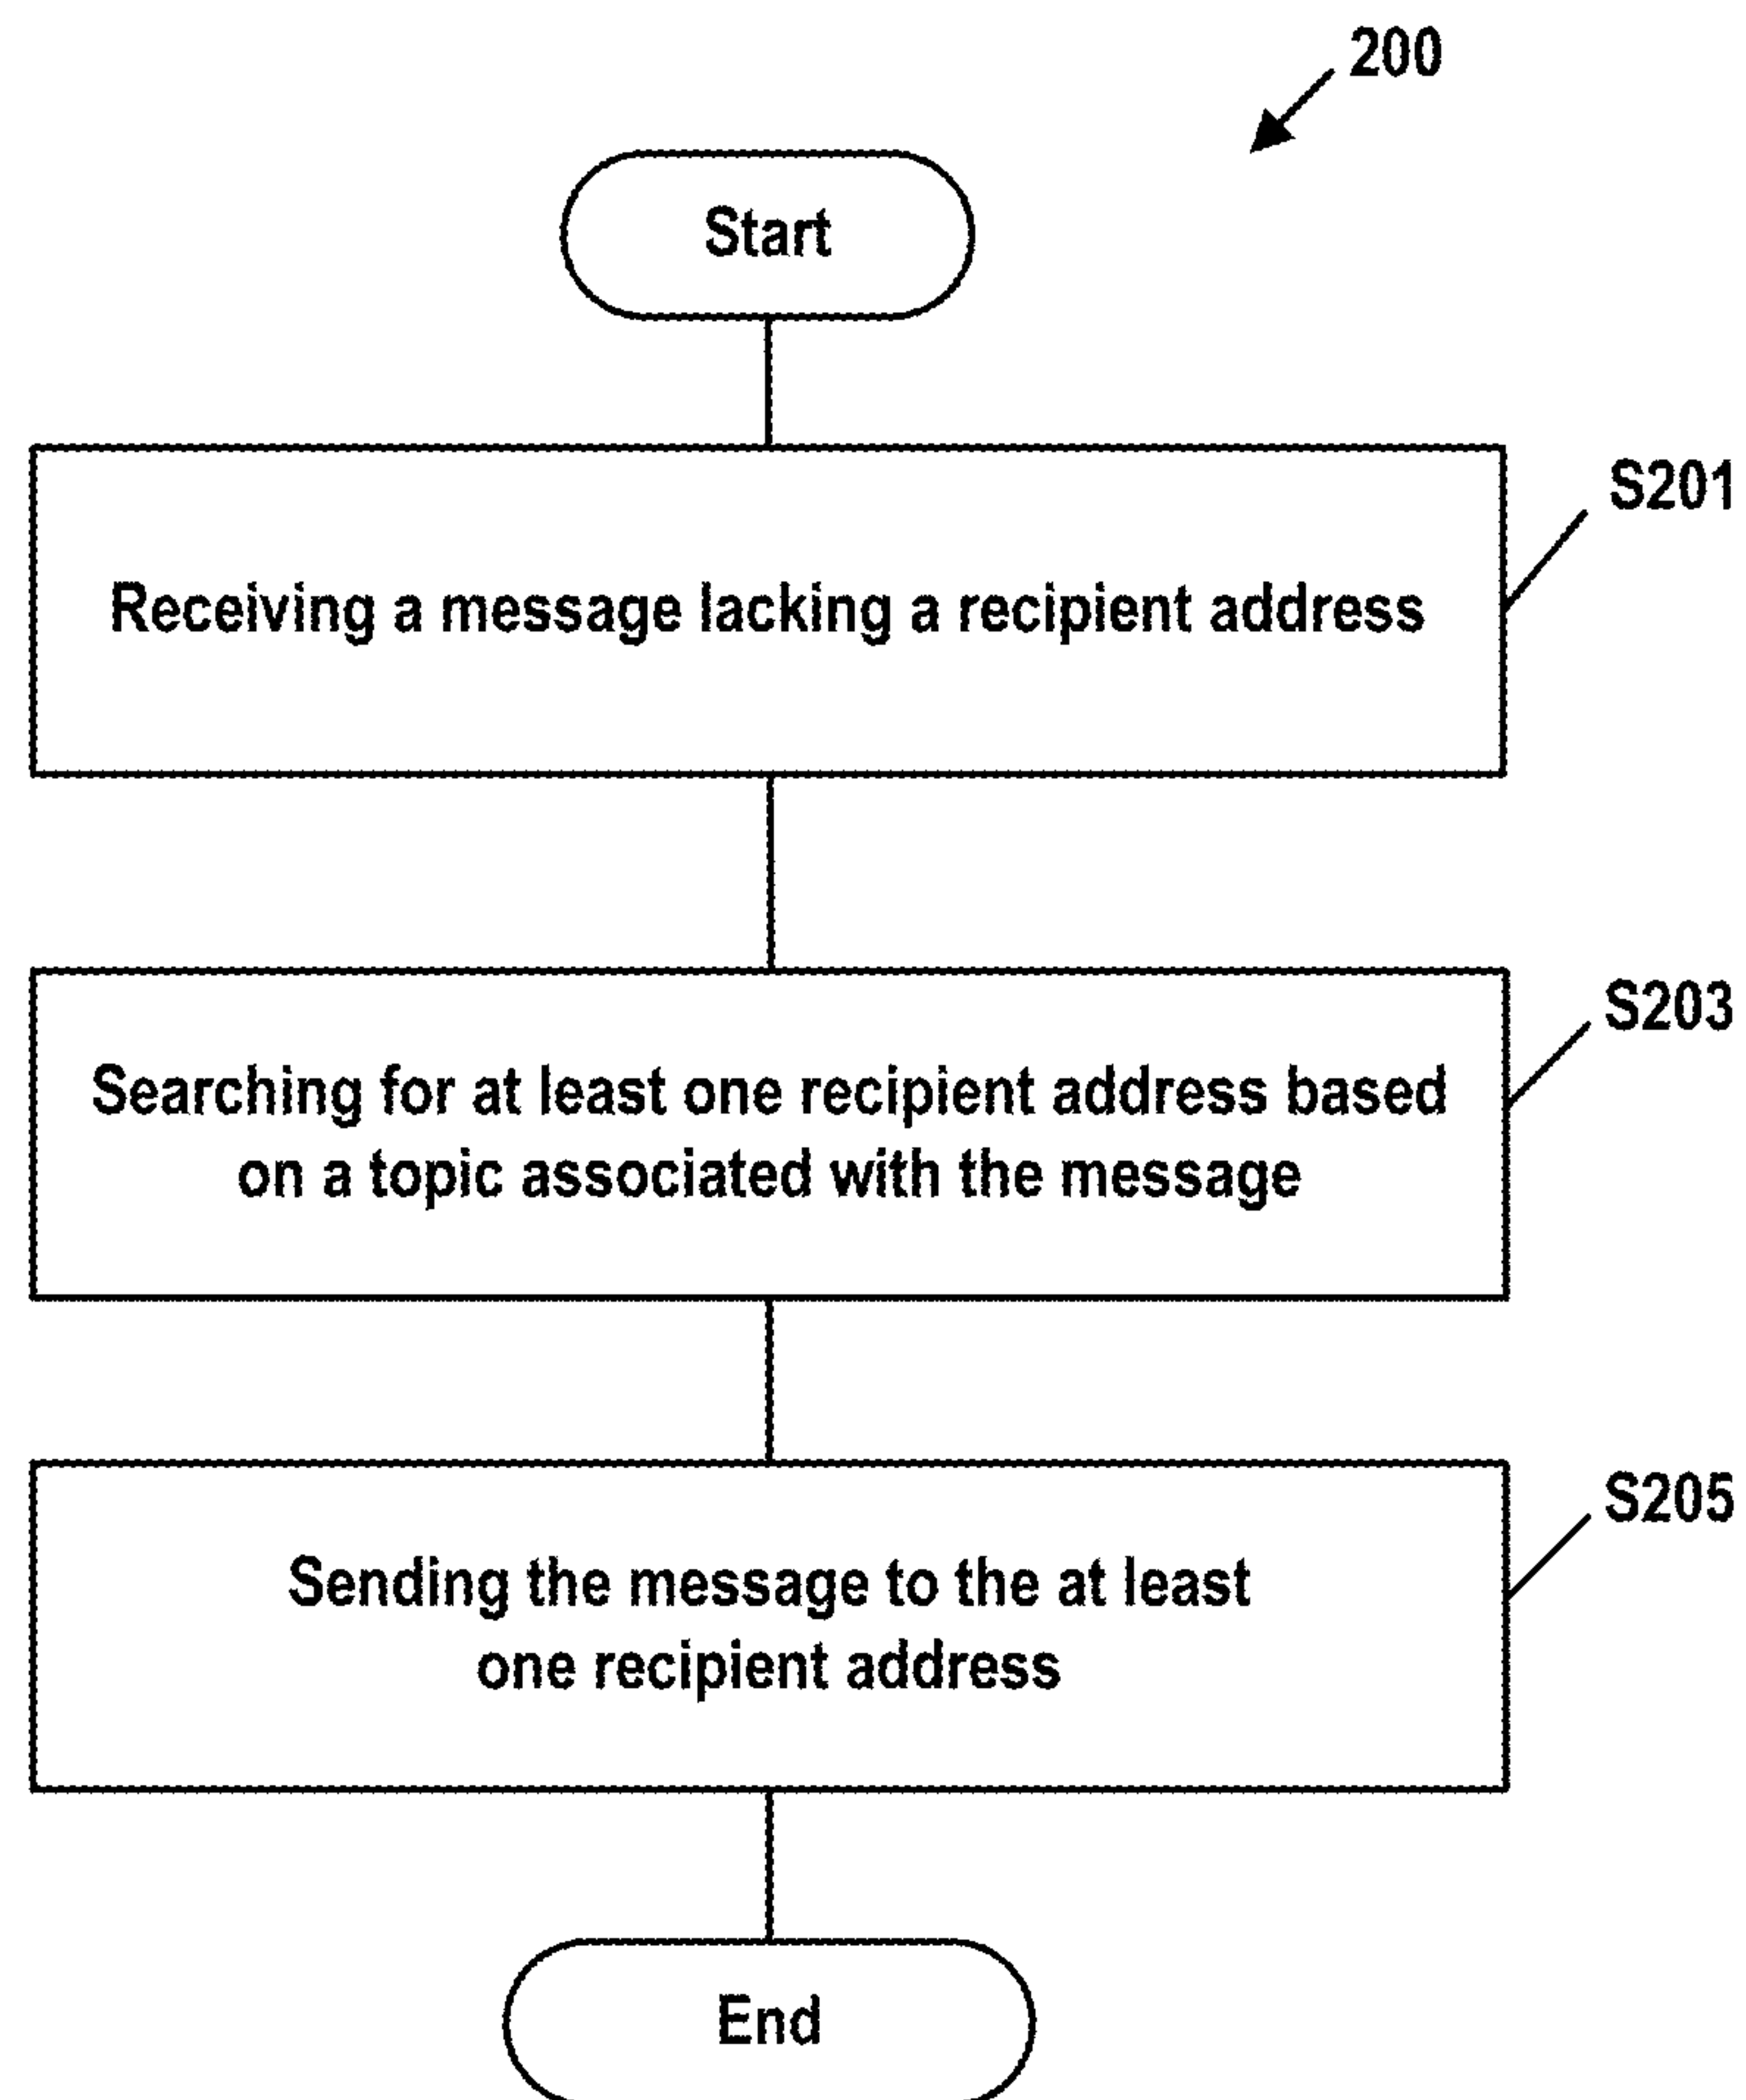 200
Start
S201
Receiving a message lacking a recipient address
S203
Searching for at least one recipient address based
on a topic associated with the message
S205
Sending the message to the at least
one recipient address
End